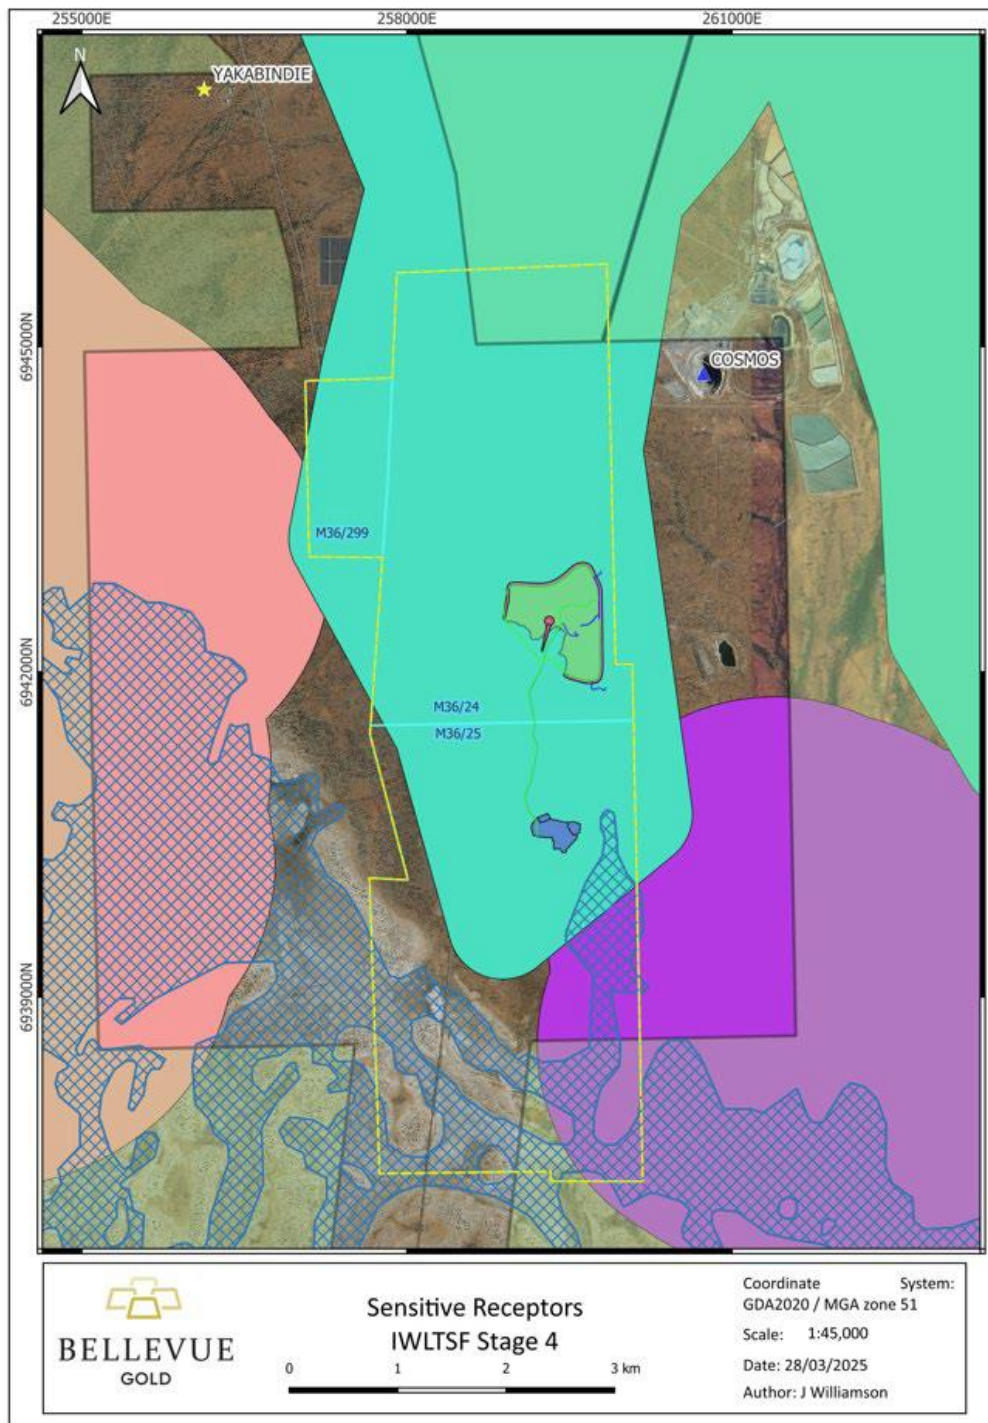 255000E 258000E 261000E
N
YAKABINDIE
6945000N
COSMOS
M36/299
6942000N
M36/24
M36/25
6939000N
BELLEVUE
GOLD
Sensitive Receptors
IWLTSF Stage 4
0 1 2 3 km
Coordinate System:
GDA2020 / MGA zone 51
Scale: 1:45,000
Date: 28/03/2025
Author: J Williamson